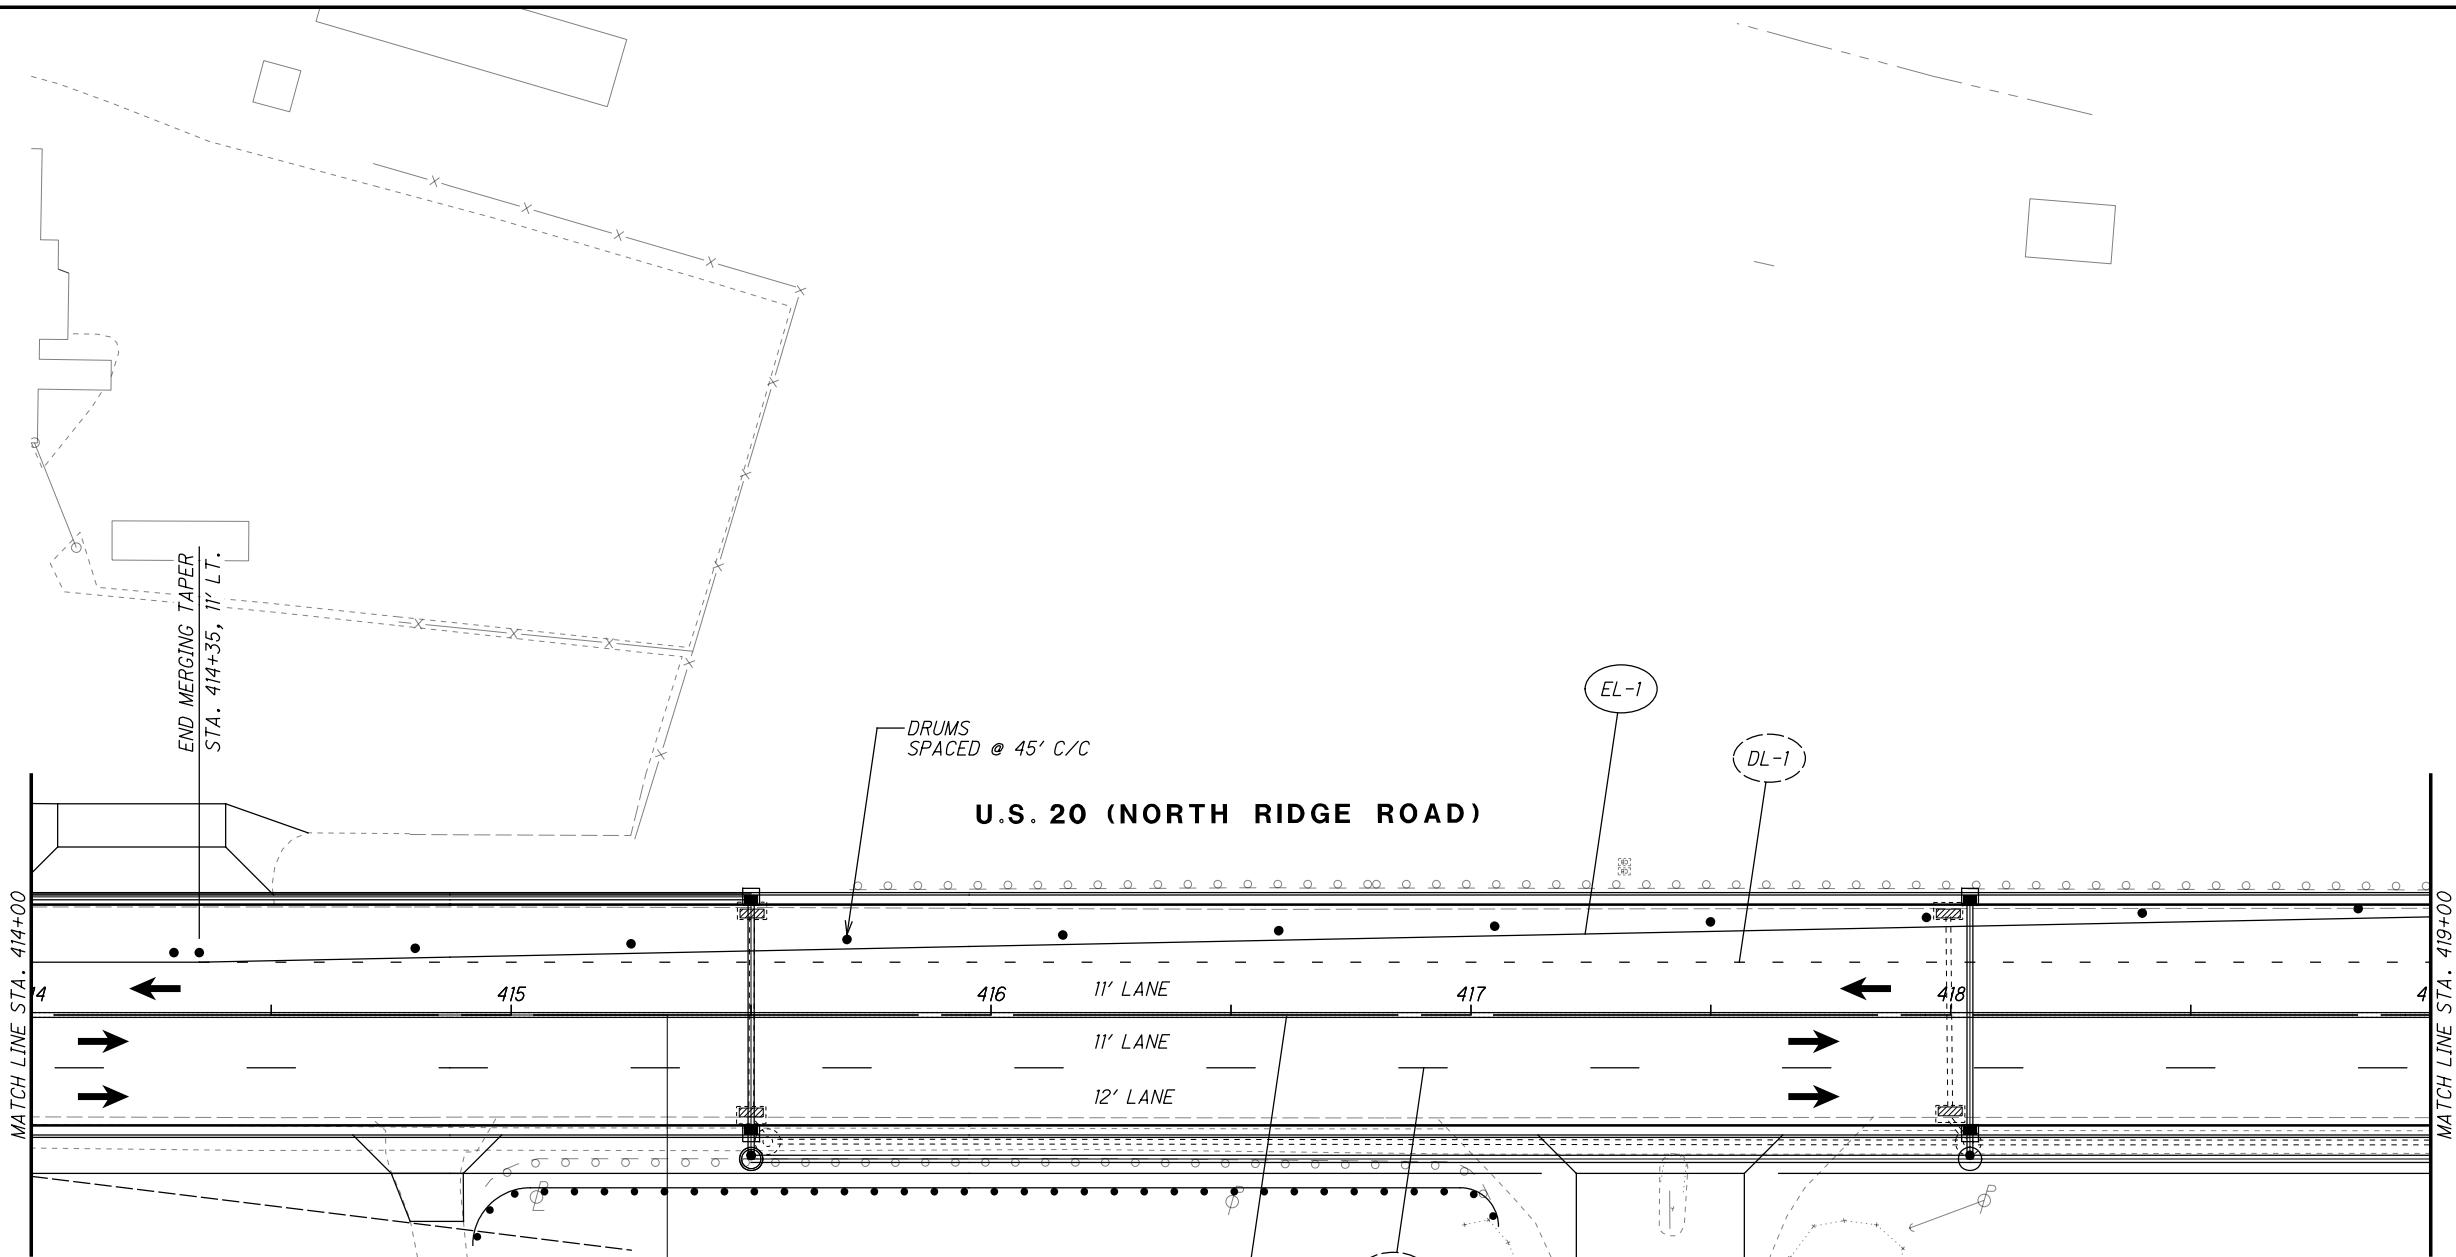 END MERGING TAPER
STA. 414+35, 11' LT.
DRUMS
SPACED @ 45' C/C
EL-1
DL-1
U.S. 20 (NORTH RIDGE ROAD)
MATCH LINE STA. 414+00
MATCH LINE STA. 419+00
14
415
416
417
418
4
11' LANE
11' LANE
12' LANE